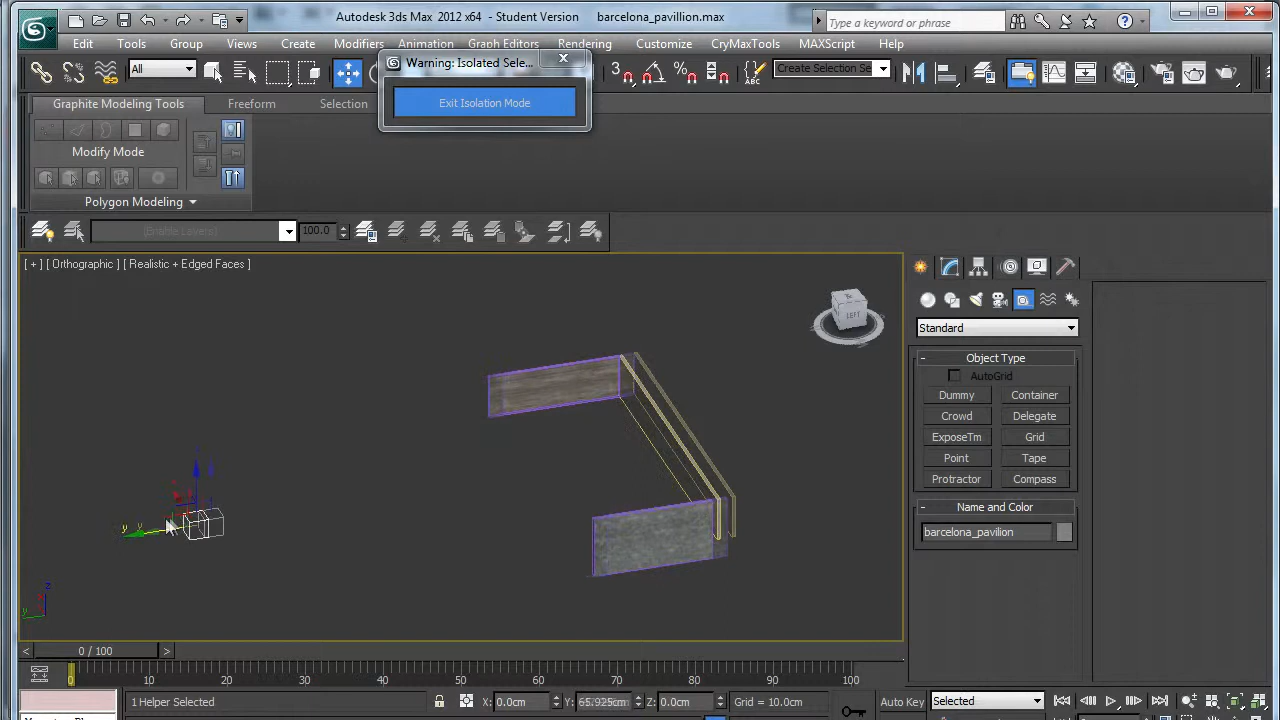 Autodesk 3ds Max 2012 x64 - Student Version barcelona_pavillion.max
Type a keyword or phrase
Edit Tools Group Views Create Modifiers Animation Graph Editors Rendering Customize CryMaxTools MAXScript Help
Warning: Isolated Sele...
All
Create Selection Se
Exit Isolation Mode
Graphite Modeling Tools Freeform Selection
Modify Mode
Polygon Modeling
(Enable Layers) 100.0
[ + ] [ Orthographic ] [ Realistic + Edged Faces ]
LEFT
Standard
- Object Type
AutoGrid
Dummy Container
Crowd Delegate
ExposeTm Grid
Point Tape
Protractor Compass
- Name and Color
barcelona_pavilion
y y
z
y
< 0 / 100 >
0 10 20 30 40 50 60 70 80 90 100
1 Helper Selected X: 0.0cm Y: 65.925cm Z: 0.0cm Grid = 10.0cm Auto Key Selected